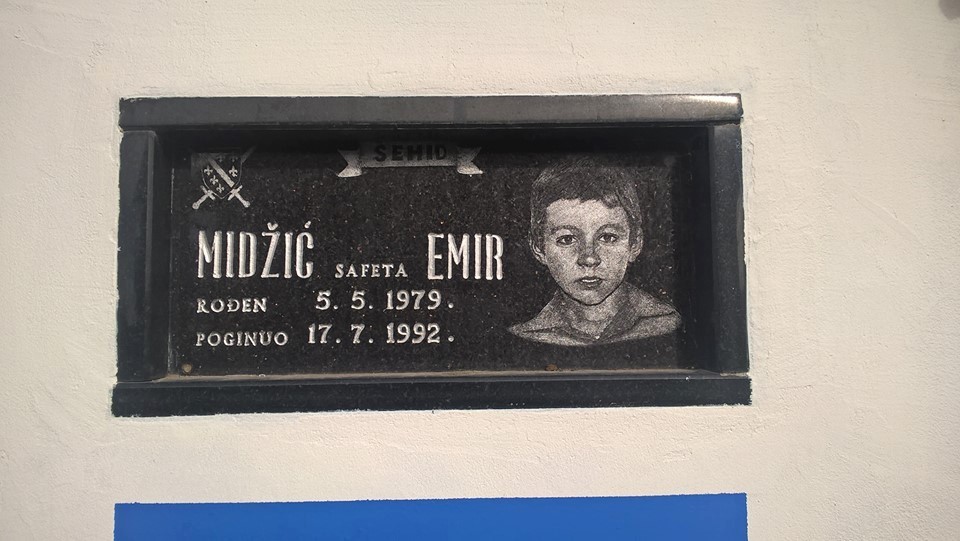 ŠEHID
MIDŽIĆ SAFETA EMIR
ROĐEN 5. 5. 1979.
POGINUO 17. 7. 1992.